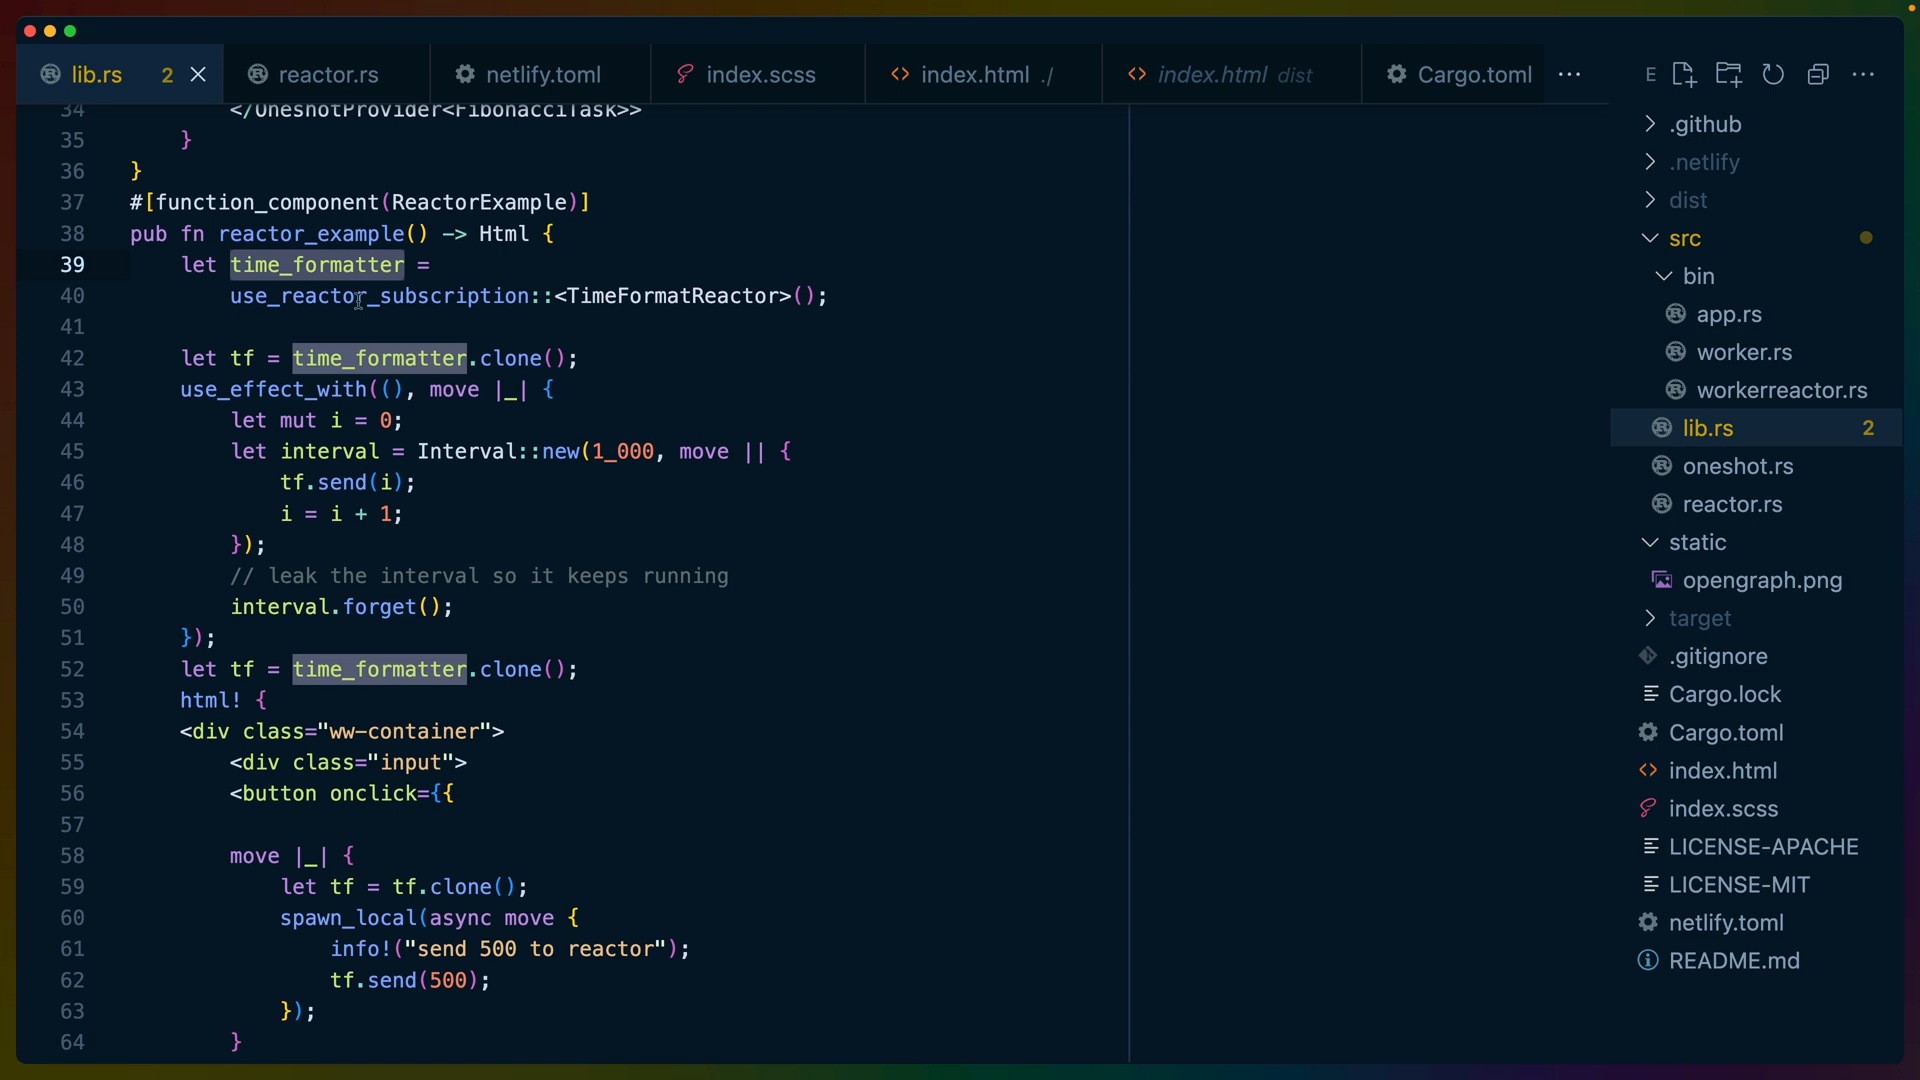 lib.rs 2 reactor.rs netlify.toml index.scss index.html ./ index.html dist Cargo.toml ··· E ···
34 </OneshotProvider<FibonacciTask>>
35 }
36 }
37 #[function_component(ReactorExample)]
38 pub fn reactor_example() -> Html {
39 let time_formatter =
40 use_reactor_subscription::<TimeFormatReactor>();
41
42 let tf = time_formatter.clone();
43 use_effect_with((), move |_| {
44 let mut i = 0;
45 let interval = Interval::new(1_000, move || {
46 tf.send(i);
47 i = i + 1;
48 });
49 // leak the interval so it keeps running
50 interval.forget();
51 });
52 let tf = time_formatter.clone();
53 html! {
54 <div class="ww-container">
55 <div class="input">
56 <button onclick={{
57
58 move |_| {
59 let tf = tf.clone();
60 spawn_local(async move {
61 info!("send 500 to reactor");
62 tf.send(500);
63 });
64 }
.github
.netlify
dist
src
bin
app.rs
worker.rs
workerreactor.rs
lib.rs 2
oneshot.rs
reactor.rs
static
opengraph.png
target
.gitignore
Cargo.lock
Cargo.toml
index.html
index.scss
LICENSE-APACHE
LICENSE-MIT
netlify.toml
README.md